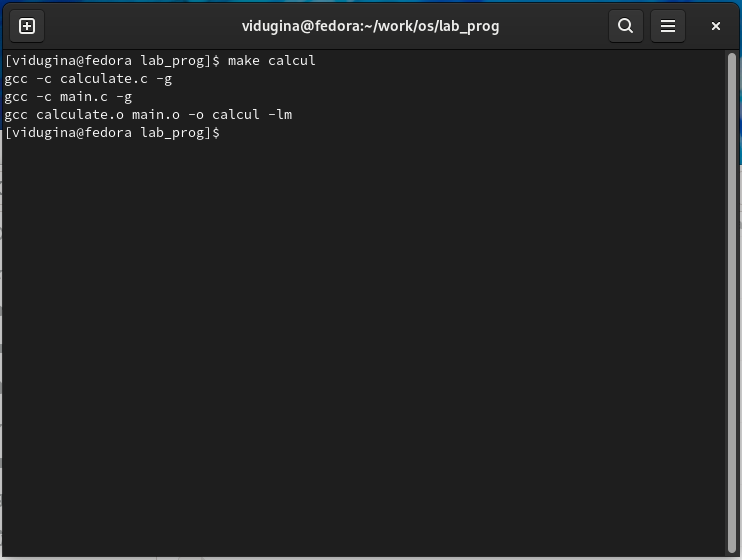 vidugina@fedora:~/work/os/lab_prog
[vidugina@fedora lab_prog]$ make calcul
gcc -c calculate.c -g
gcc -c main.c -g
gcc calculate.o main.o -o calcul -lm
[vidugina@fedora lab_prog]$